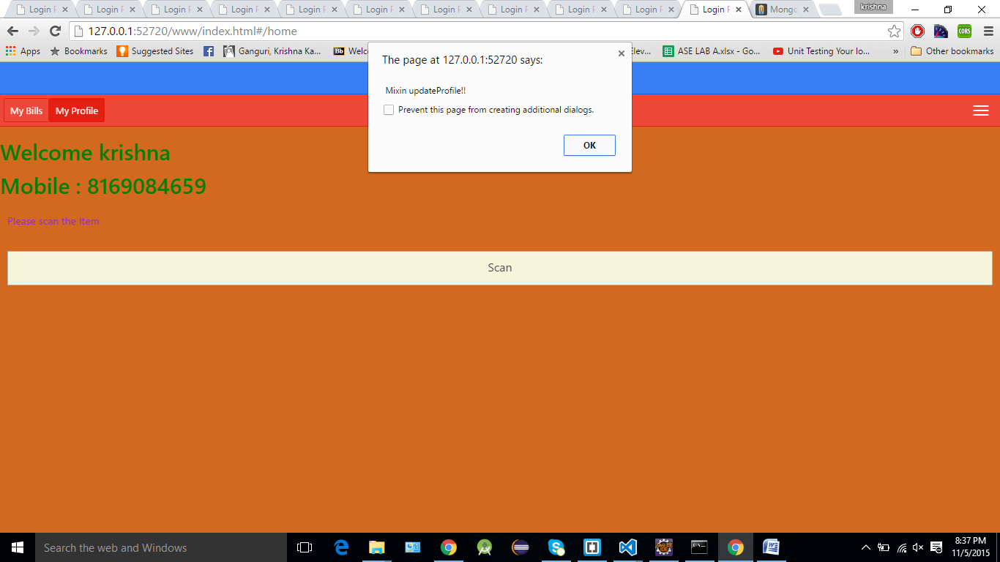 Login F Login F Login F Login F Login F Login F Login F Login F Login F Login F Login F Mongo krishna
127.0.0.1:52720/www/index.html#/home CORS
Apps Bookmarks Suggested Sites Ganguri, Krishna Ka... Bb Welc Elev... ASE LAB A.xlsx - Go... Unit Testing Your Io... » Other bookmarks
The page at 127.0.0.1:52720 says:
Mixin updateProfile!!
Prevent this page from creating additional dialogs.
OK
My Bills My Profile
Welcome krishna
Mobile : 8169084659
Please scan the Item
Scan
Search the web and Windows
8:37 PM
11/5/2015